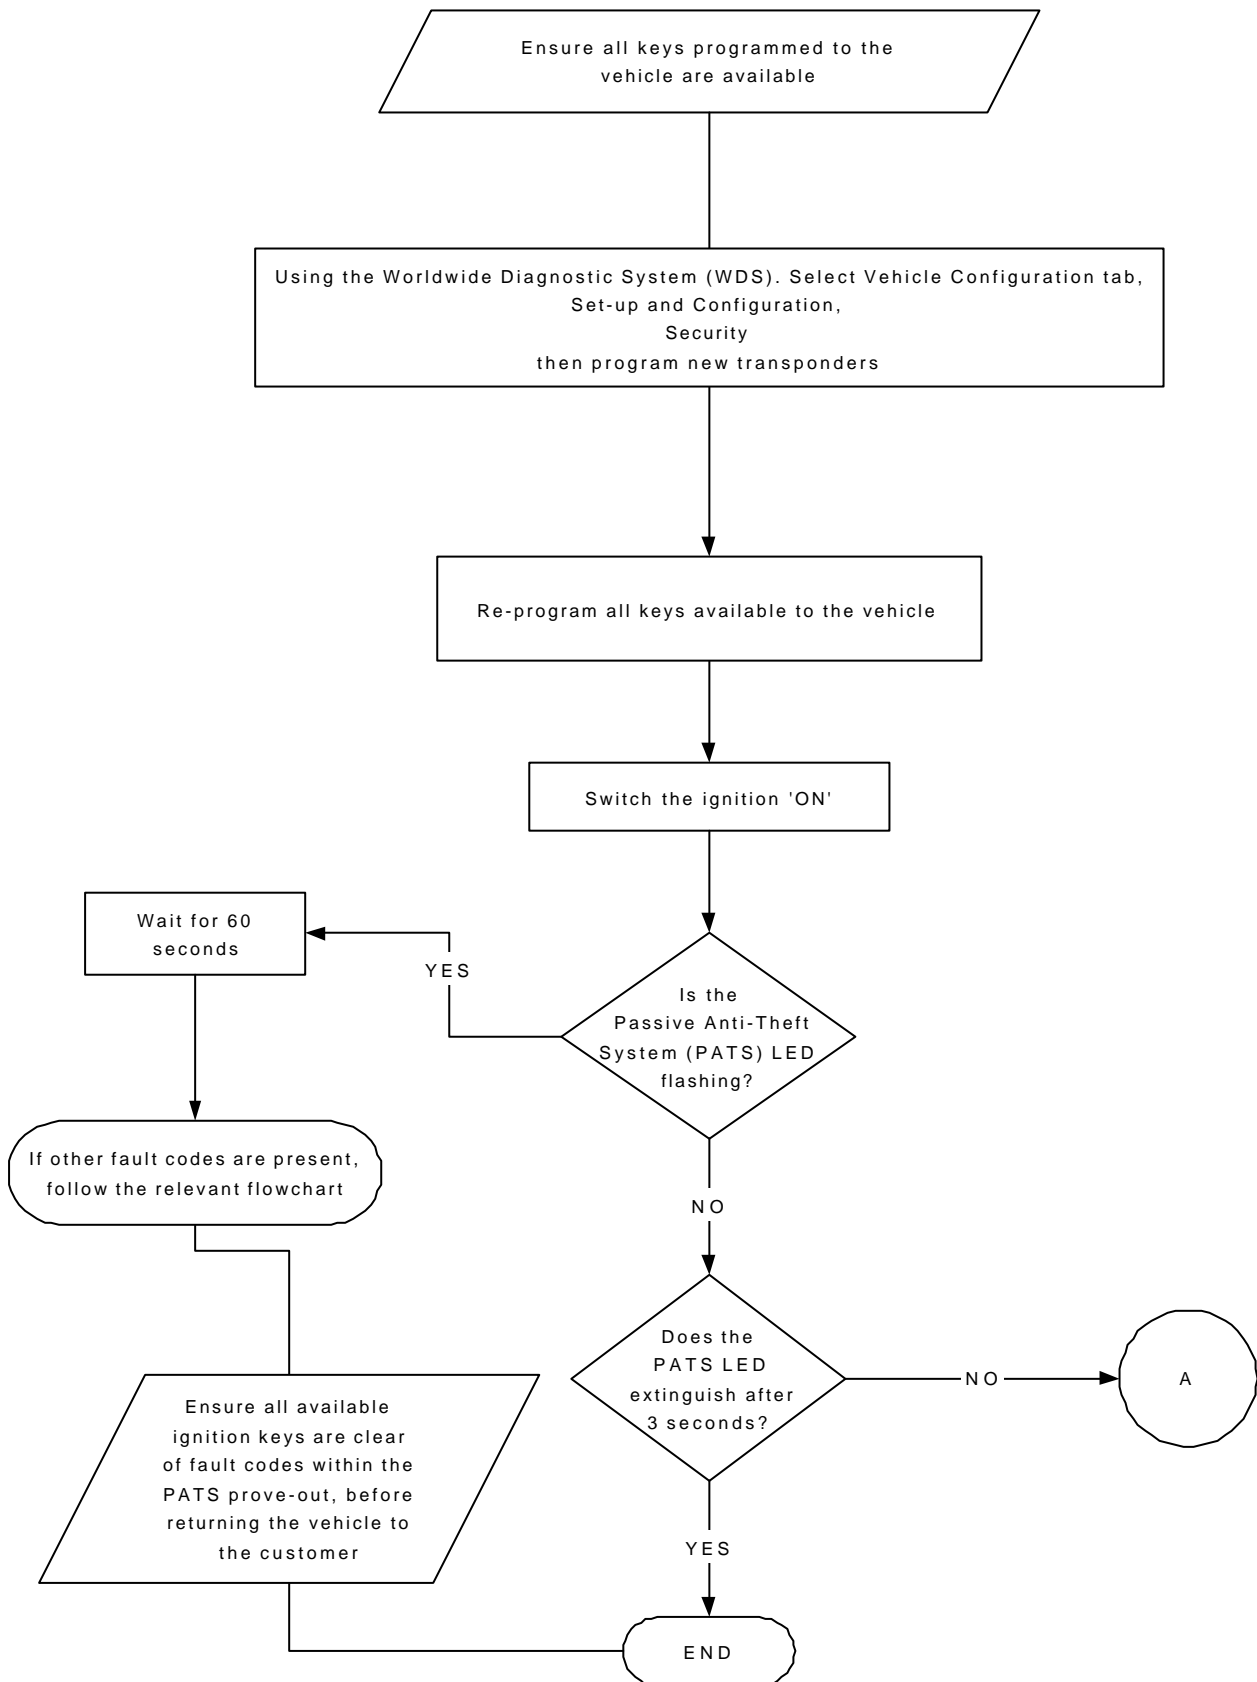 Ensure all keys programmed to the
vehicle are available
Using the Worldwide Diagnostic System (WDS). Select Vehicle Configuration tab,
Set-up and Configuration,
Security
then program new transponders
Re-program all keys available to the vehicle
Switch the ignition 'ON'
Wait for 60
seconds
YES
Is the
Passive Anti-Theft
System (PATS) LED
flashing?
If other fault codes are present,
follow the relevant flowchart
NO
Does the
PATS LED
extinguish after
3 seconds?
NO
A
Ensure all available
ignition keys are clear
of fault codes within the
PATS prove-out, before
returning the vehicle to
the customer
YES
END